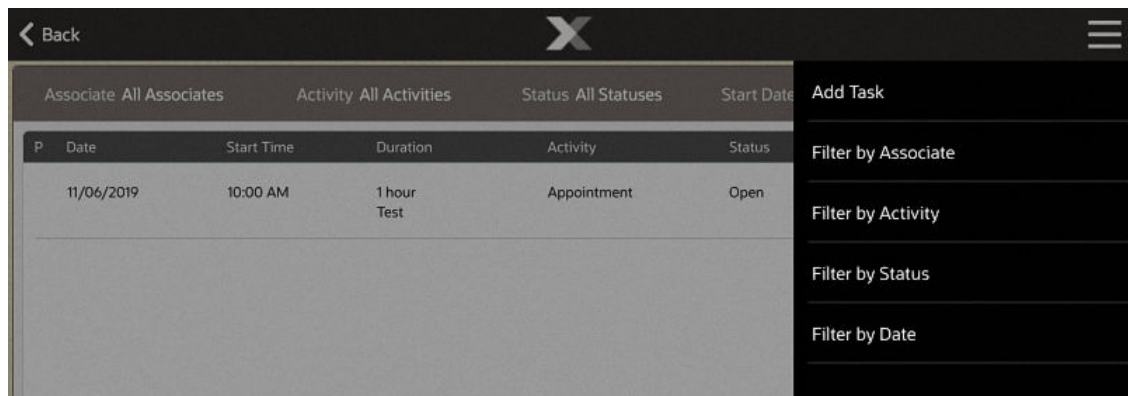 Back
Associate All Associates Activity All Activities Status All Statuses Start Date
P Date Start Time Duration Activity Status
11/06/2019 10:00 AM 1 hour Appointment Open
Test
Add Task
Filter by Associate
Filter by Activity
Filter by Status
Filter by Date